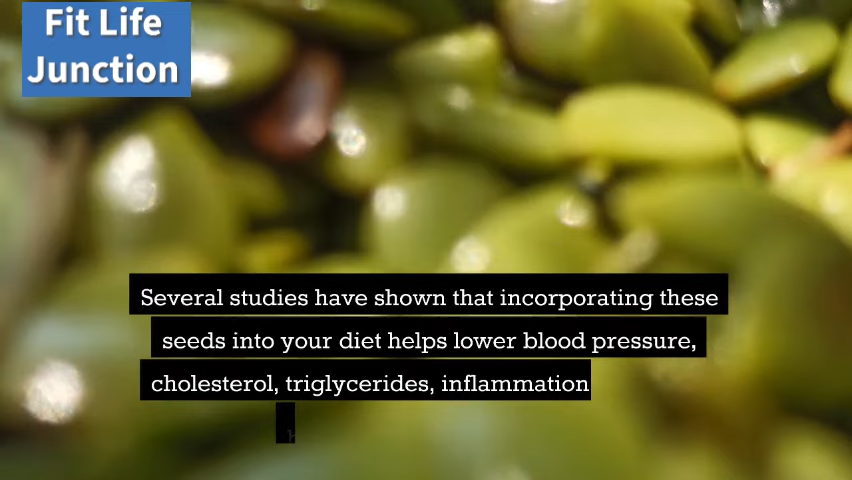 Fit Life
Junction
Several studies have shown that incorporating these
seeds into your diet helps lower blood pressure,
cholesterol, triglycerides, inflammation